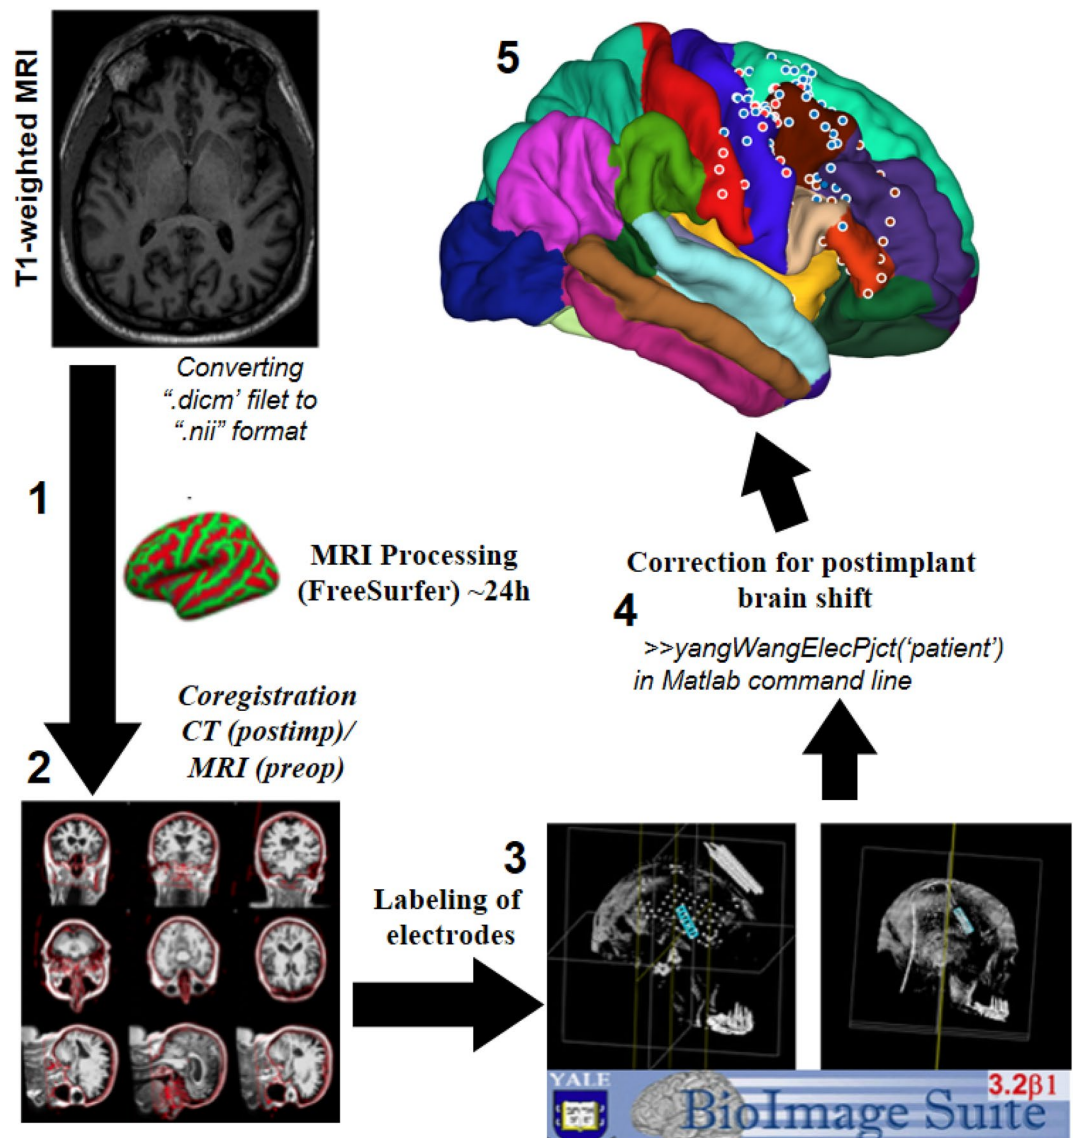 T1-weighted MRI
Converting
“.dicm’ filet to
“.nii” format
1
MRI Processing
(FreeSurfer) ~24h
Coregistration
CT (postimp)/
MRI (preop)
2
3
Labeling of
electrodes
YALE
3.2β1
BioImage Suite
4
Correction for postimplant
brain shift
>>yangWangElecPjct(‘patient’)
in Matlab command line
5